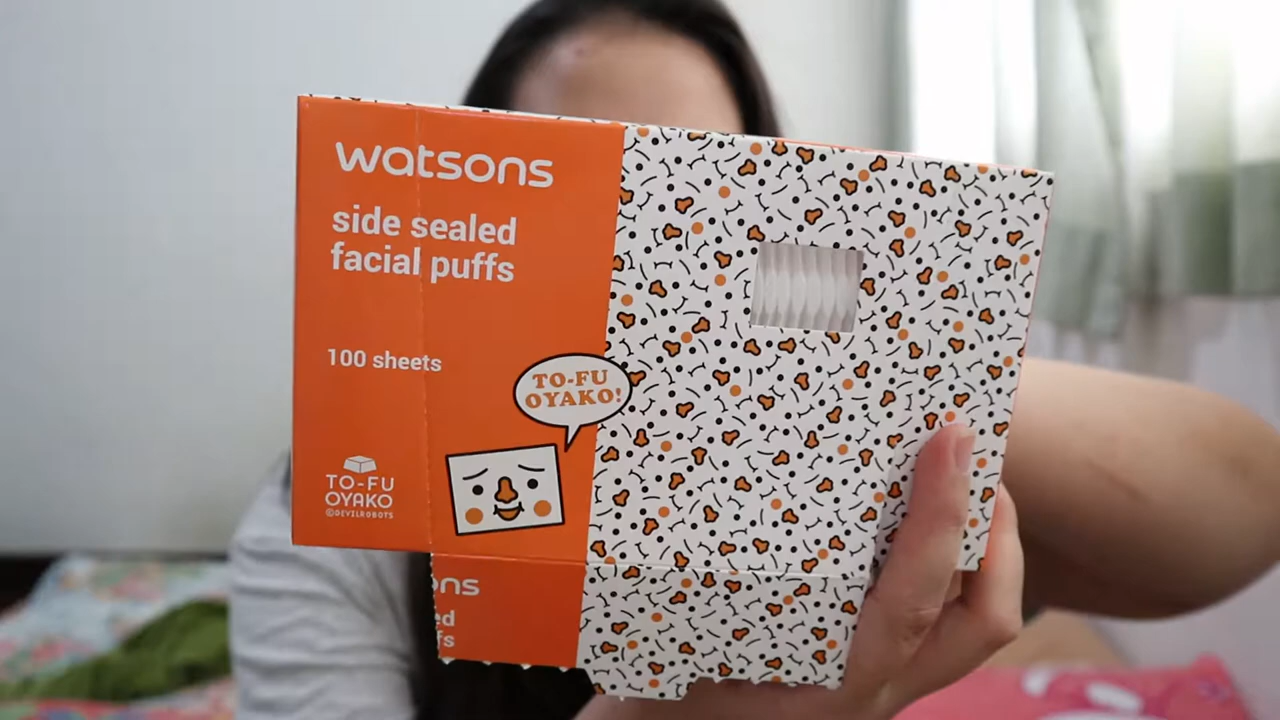 watsons
side sealed
facial puffs
100 sheets
TO-FU
OYAKO!
TO-FU
OYAKO
©DEVILROBOTS
ons
ed
fs